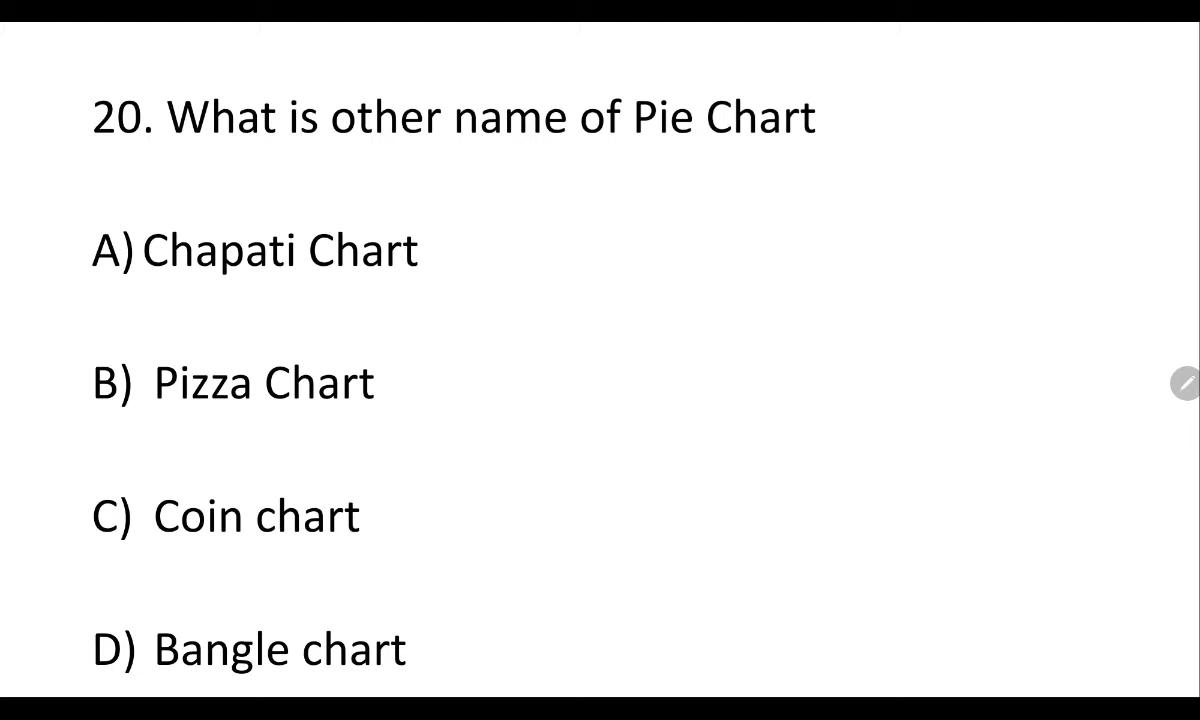 20. What is other name of Pie Chart
A) Chapati Chart
B) Pizza Chart
C) Coin chart
D) Bangle chart